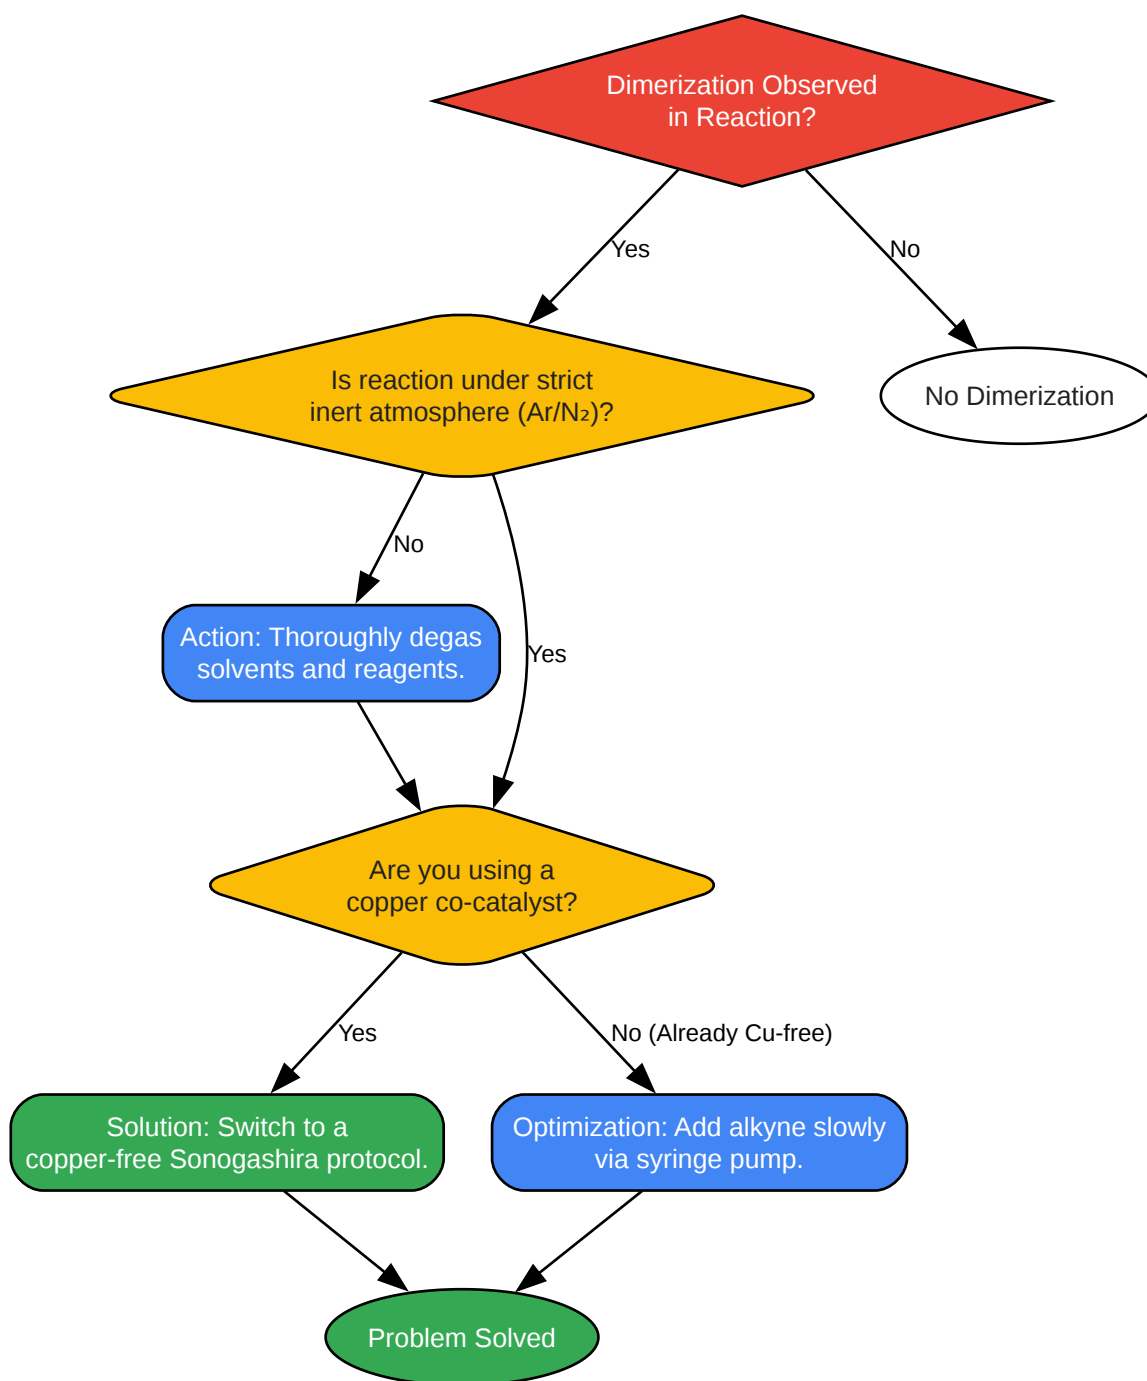 Dimerization Observed
in Reaction?
Yes
No
Is reaction under strict
inert atmosphere (Ar/N₂)?
No Dimerization
No
Action: Thoroughly degas
solvents and reagents.
Yes
Are you using a
copper co-catalyst?
Yes
No (Already Cu-free)
Solution: Switch to a
copper-free Sonogashira protocol.
Optimization: Add alkyne slowly
via syringe pump.
Problem Solved